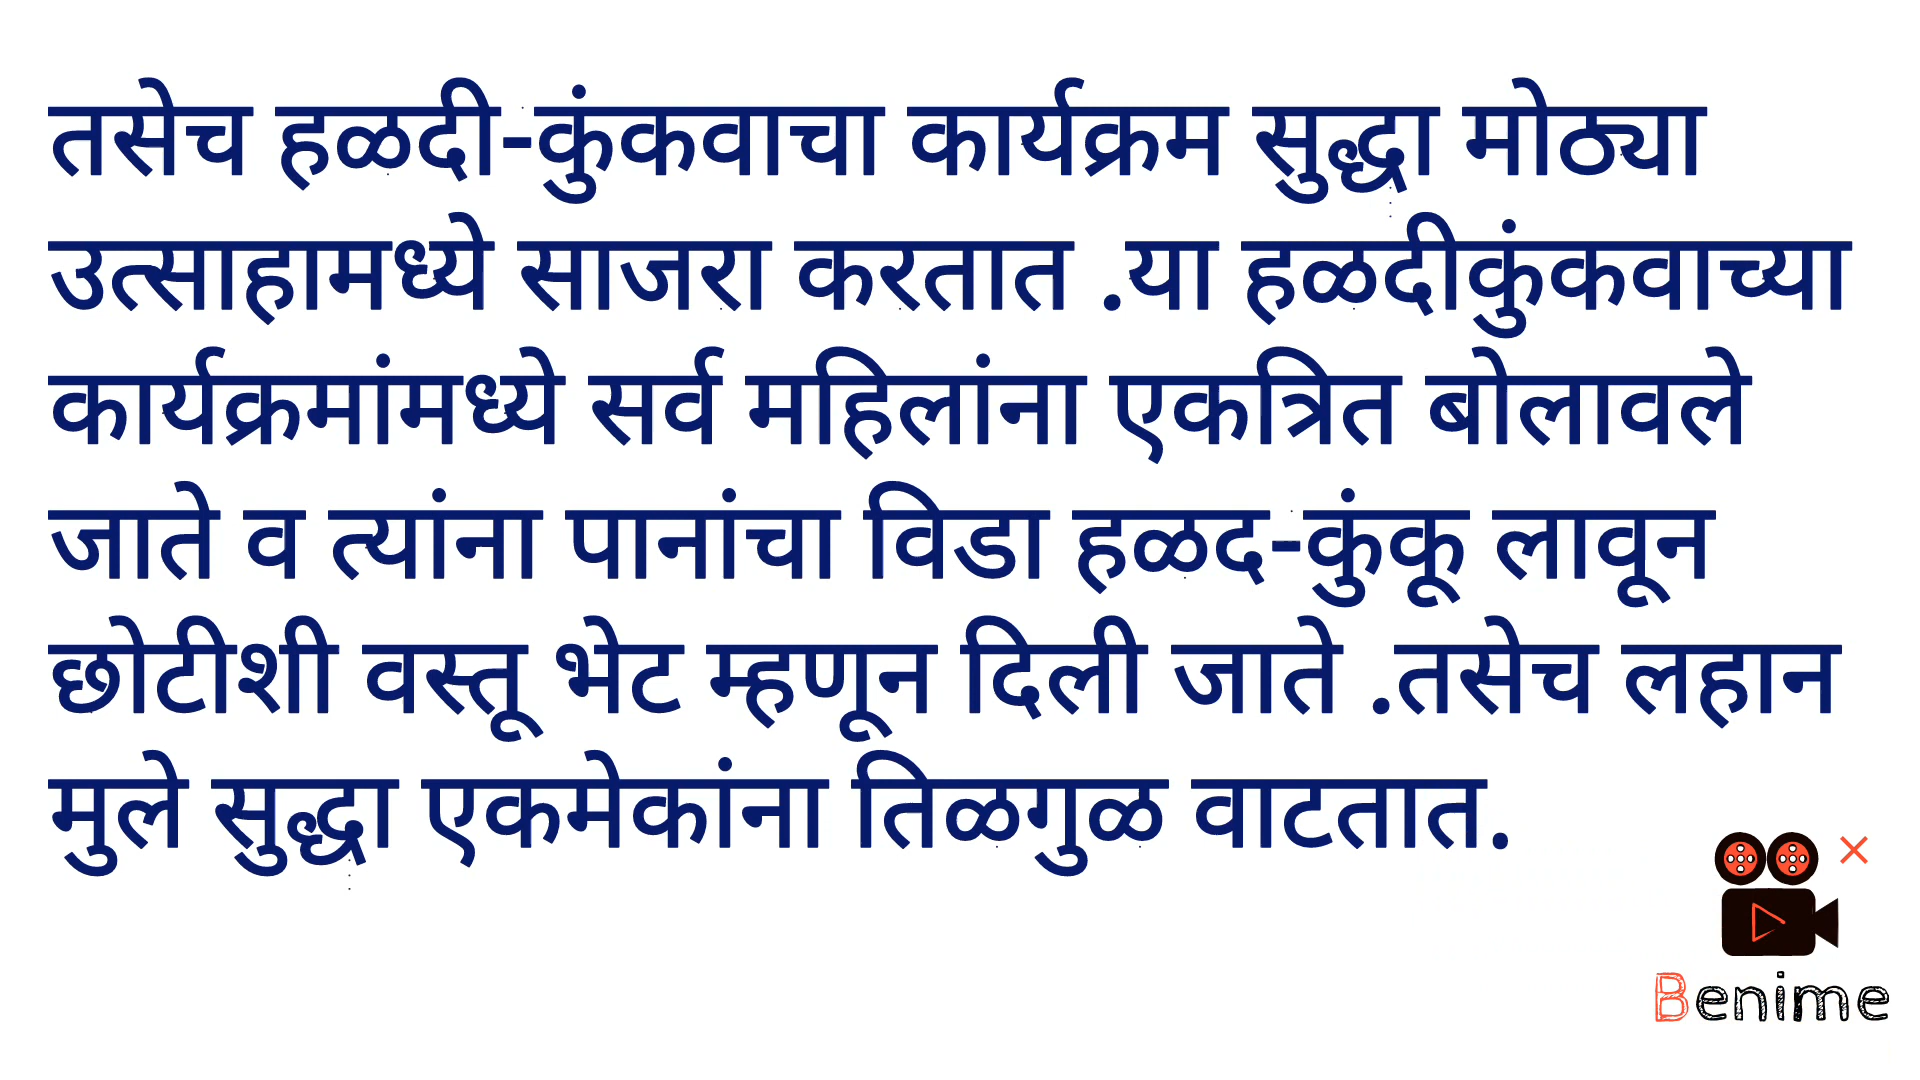 तसेच हळदी-कुंकवाचा कार्यक्रम सुद्धा मोठ्या
उत्साहामध्ये साजरा करतात .या हळदीकुंकवाच्या
कार्यक्रमांमध्ये सर्व महिलांना एकत्रित बोलावले
जाते व त्यांना पानांचा विडा हळद-कुंकू लावून
छोटीशी वस्तू भेट म्हणून दिली जाते .तसेच लहान
मुले सुद्धा एकमेकांना तिळगुळ वाटतात.
Benime